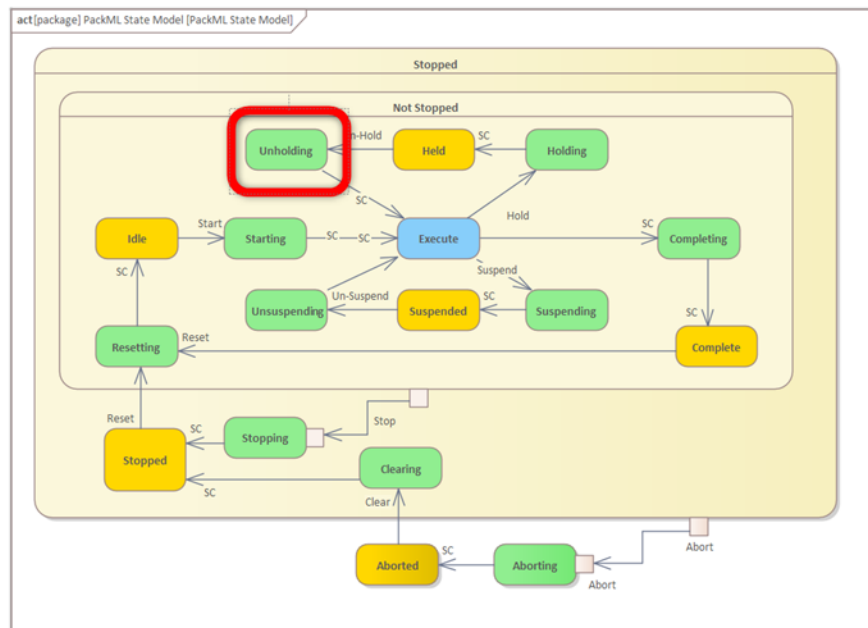 act [package] PackML State Model [PackML State Model]
Stopped
Not Stopped
Unholding
n-Hold
Held
SC
Holding
SC
Hold
Idle
Start
Starting
SC
SC
Execute
SC
Completing
SC
Suspend
Unsuspending
Un-Suspend
Suspended
SC
Suspending
SC
Resetting
Reset
Complete
Reset
Stop
SC
Stopping
Stopped
Clearing
SC
Clear
Abort
SC
Aborted
Aborting
Abort